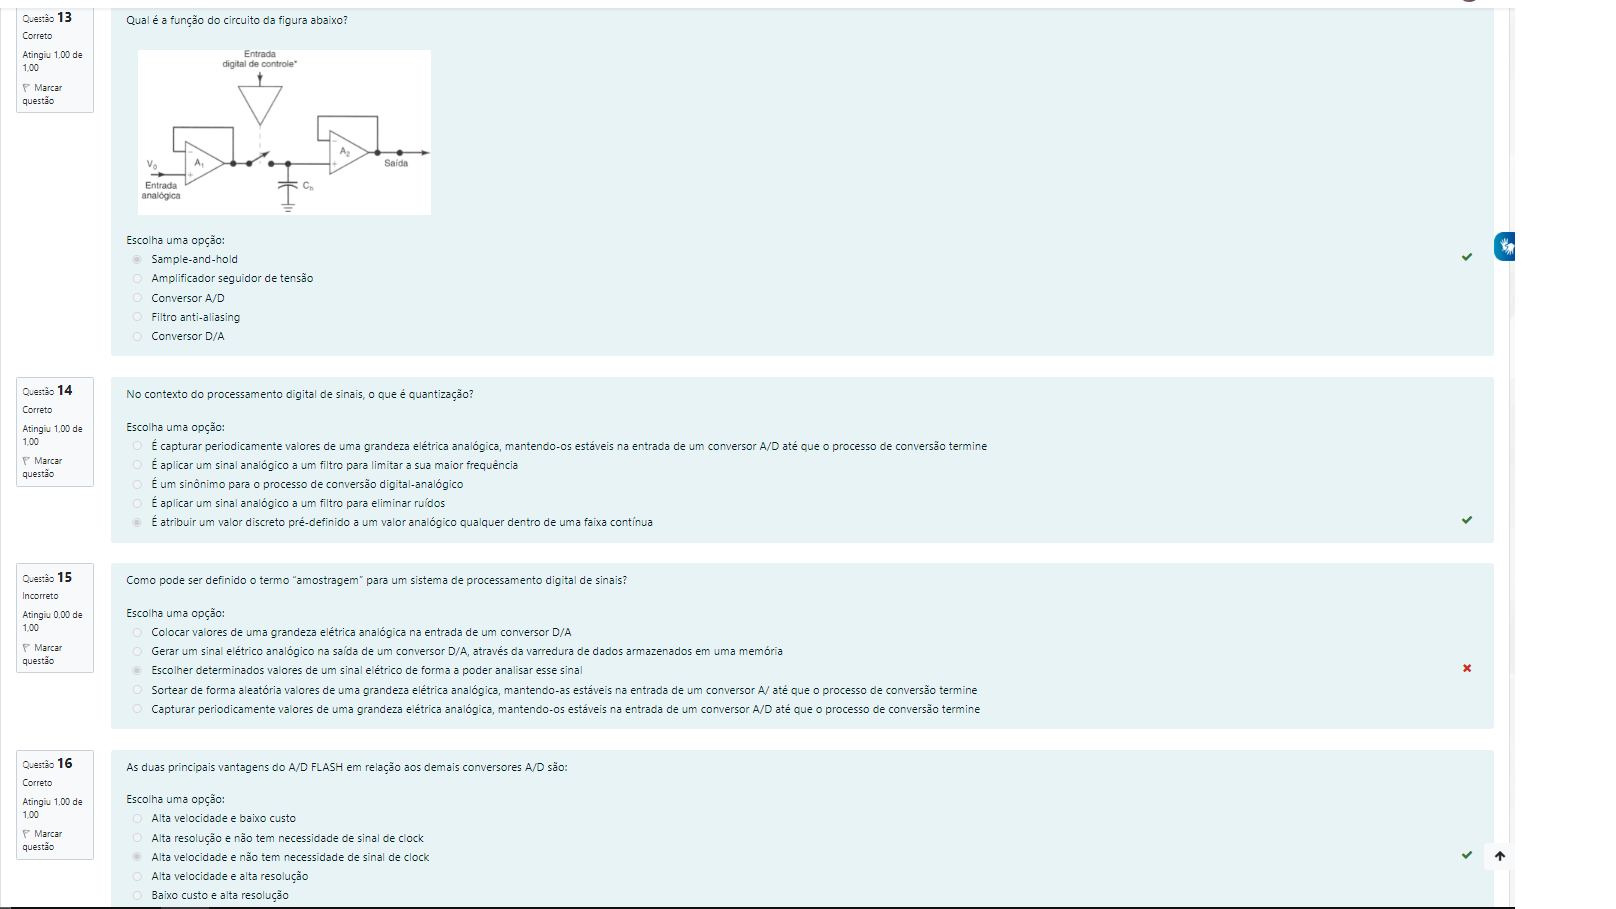 Questão 13
Correto
Atingiu 1,00 de
1,00
Marcar
questão
Qual é a função do circuito da figura abaixo?
Entrada
digital de controle*
A₁
A₂
V₀
Saída
Entrada
analógica
Cₕ
Escolha uma opção:
Sample-and-hold
Amplificador seguidor de tensão
Conversor A/D
Filtro anti-aliasing
Conversor D/A
Questão 14
Correto
Atingiu 1,00 de
1,00
Marcar
questão
No contexto do processamento digital de sinais, o que é quantização?
Escolha uma opção:
É capturar periodicamente valores de uma grandeza elétrica analógica, mantendo-os estáveis na entrada de um conversor A/D até que o processo de conversão termine
É aplicar um sinal analógico a um filtro para limitar a sua maior frequência
É um sinônimo para o processo de conversão digital-analógico
É aplicar um sinal analógico a um filtro para eliminar ruídos
É atribuir um valor discreto pré-definido a um valor analógico qualquer dentro de uma faixa contínua
Questão 15
Incorreto
Atingiu 0,00 de
1,00
Marcar
questão
Como pode ser definido o termo "amostragem" para um sistema de processamento digital de sinais?
Escolha uma opção:
Colocar valores de uma grandeza elétrica analógica na entrada de um conversor D/A
Gerar um sinal elétrico analógico na saída de um conversor D/A, através da varredura de dados armazenados em uma memória
Escolher determinados valores de um sinal elétrico de forma a poder analisar esse sinal
Sortear de forma aleatória valores de uma grandeza elétrica analógica, mantendo-as estáveis na entrada de um conversor A/ até que o processo de conversão termine
Capturar periodicamente valores de uma grandeza elétrica analógica, mantendo-os estáveis na entrada de um conversor A/D até que o processo de conversão termine
Questão 16
Correto
Atingiu 1,00 de
1,00
Marcar
questão
As duas principais vantagens do A/D FLASH em relação aos demais conversores A/D são:
Escolha uma opção:
Alta velocidade e baixo custo
Alta resolução e não tem necessidade de sinal de clock
Alta velocidade e não tem necessidade de sinal de clock
Alta velocidade e alta resolução
Baixo custo e alta resolução